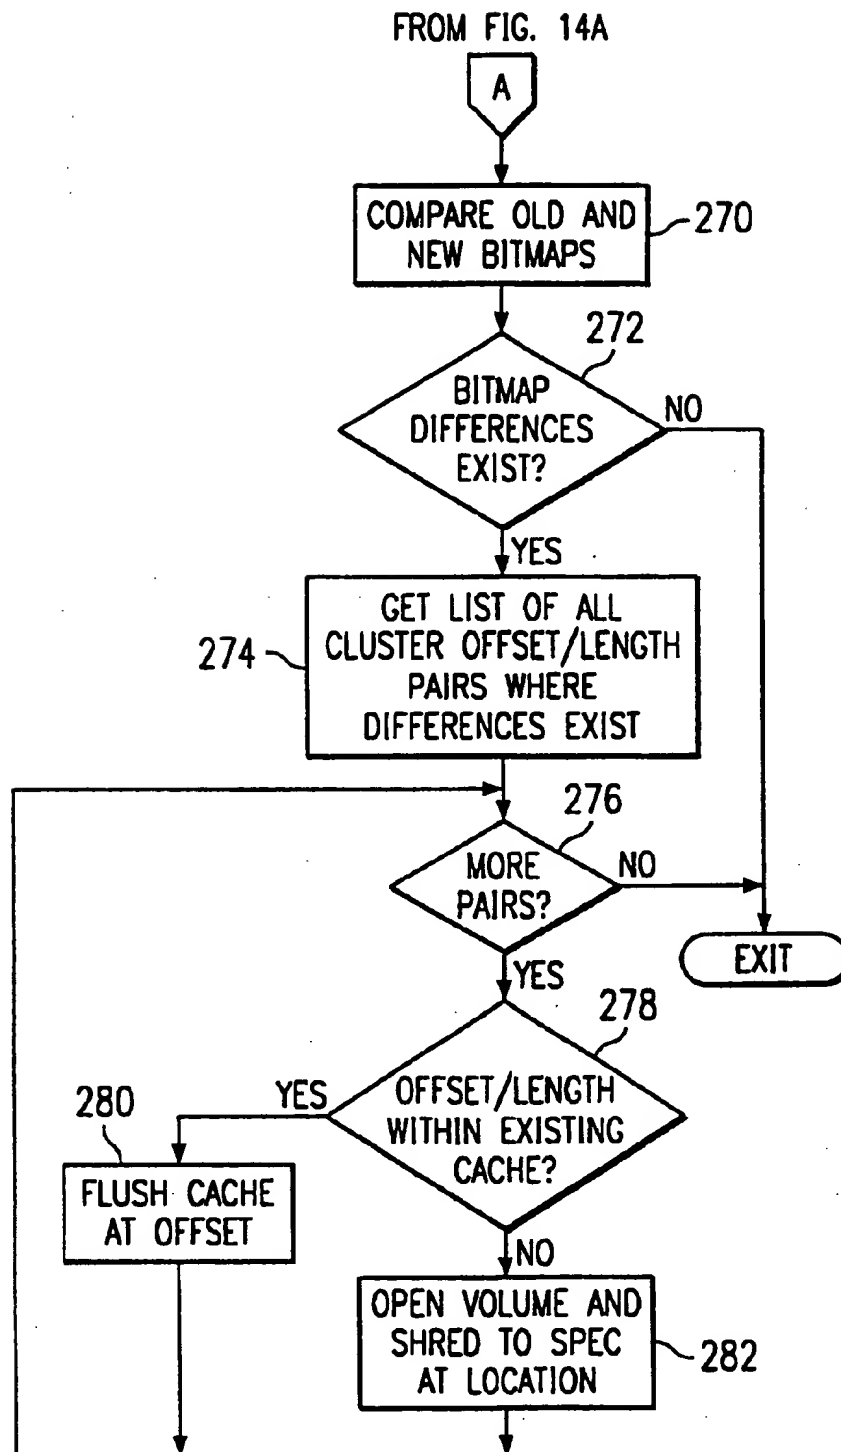 FROM FIG. 14A
A
COMPARE OLD AND
NEW BITMAPS
270
272
BITMAP
DIFFERENCES
EXIST?
NO
YES
GET LIST OF ALL
CLUSTER OFFSET/LENGTH
PAIRS WHERE
DIFFERENCES EXIST
274
276
MORE
PAIRS?
NO
EXIT
YES
278
OFFSET/LENGTH
WITHIN EXISTING
CACHE?
YES
280
FLUSH CACHE
AT OFFSET
NO
OPEN VOLUME AND
SHRED TO SPEC
AT LOCATION
282